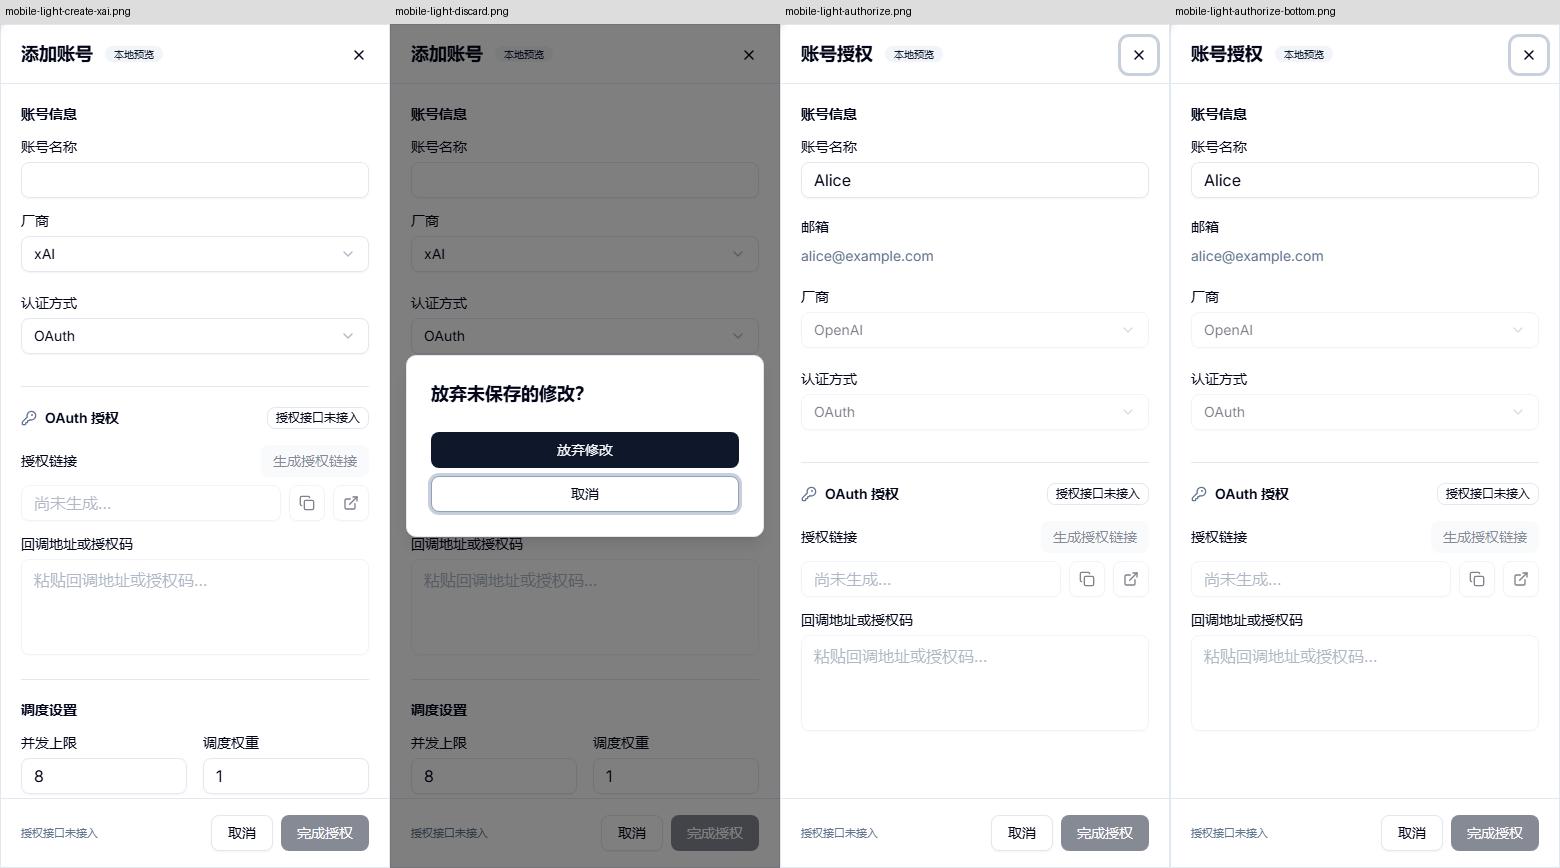 mobile-light-create-xai.png
添加账号 本地预览
账号信息
账号名称
厂商
xAI
认证方式
OAuth
OAuth 授权 授权接口未接入
授权链接 生成授权链接
尚未生成...
回调地址或授权码
粘贴回调地址或授权码...
调度设置
并发上限 调度权重
8 1
授权接口未接入 取消 完成授权
mobile-light-discard.png
添加账号 本地预览
账号信息
账号名称
厂商
xAI
认证方式
OAuth
放弃未保存的修改?
放弃修改
取消
回调地址或授权码
粘贴回调地址或授权码...
调度设置
并发上限 调度权重
8 1
授权接口未接入 取消 完成授权
mobile-light-authorize.png
账号授权 本地预览
账号信息
账号名称
Alice
邮箱
alice@example.com
厂商
OpenAI
认证方式
OAuth
OAuth 授权 授权接口未接入
授权链接 生成授权链接
尚未生成...
回调地址或授权码
粘贴回调地址或授权码...
授权接口未接入 取消 完成授权
mobile-light-authorize-bottom.png
账号授权 本地预览
账号信息
账号名称
Alice
邮箱
alice@example.com
厂商
OpenAI
认证方式
OAuth
OAuth 授权 授权接口未接入
授权链接 生成授权链接
尚未生成...
回调地址或授权码
粘贴回调地址或授权码...
授权接口未接入 取消 完成授权